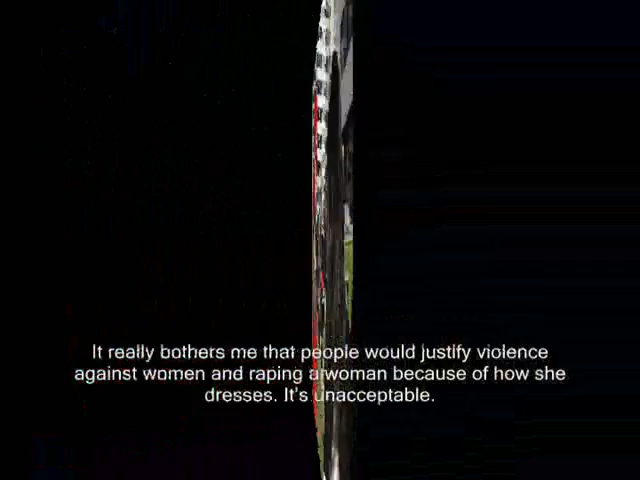 It really bothers me that people would justify violence
against women and raping a woman because of how she
dresses. It's unacceptable.